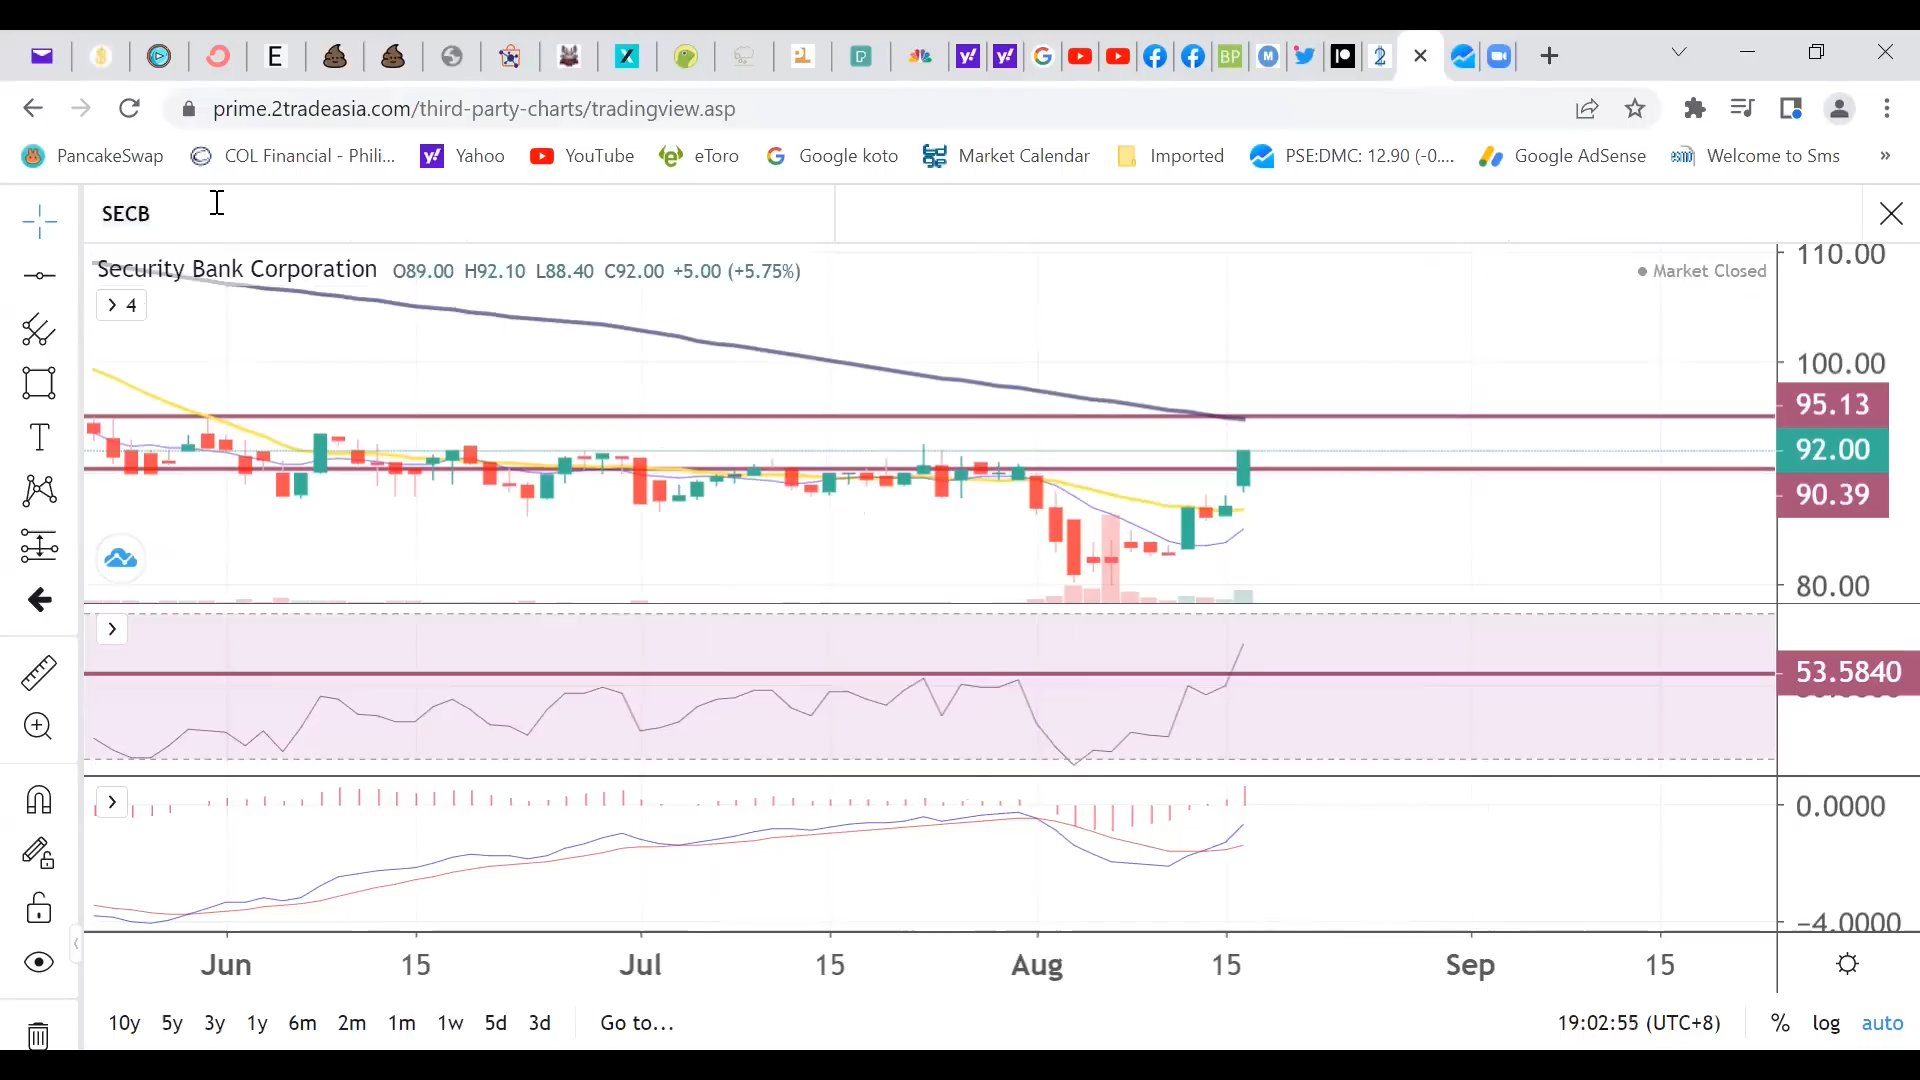 E
BP
M
2
prime.2tradeasia.com/third-party-charts/tradingview.asp
PancakeSwap COL Financial - Phili... Yahoo YouTube eToro Google koto Market Calendar Imported PSE:DMC: 12.90 (-0.... Google AdSense Welcome to Sms »
SECB
Security Bank Corporation O89.00 H92.10 L88.40 C92.00 +5.00 (+5.75%)
Market Closed
4
110.00
100.00
95.13
92.00
90.39
80.00
53.5840
0.0000
−4.0000
Jun 15 Jul 15 Aug 15 Sep 15
10y 5y 3y 1y 6m 2m 1m 1w 5d 3d Go to... 19:02:55 (UTC+8) % log auto